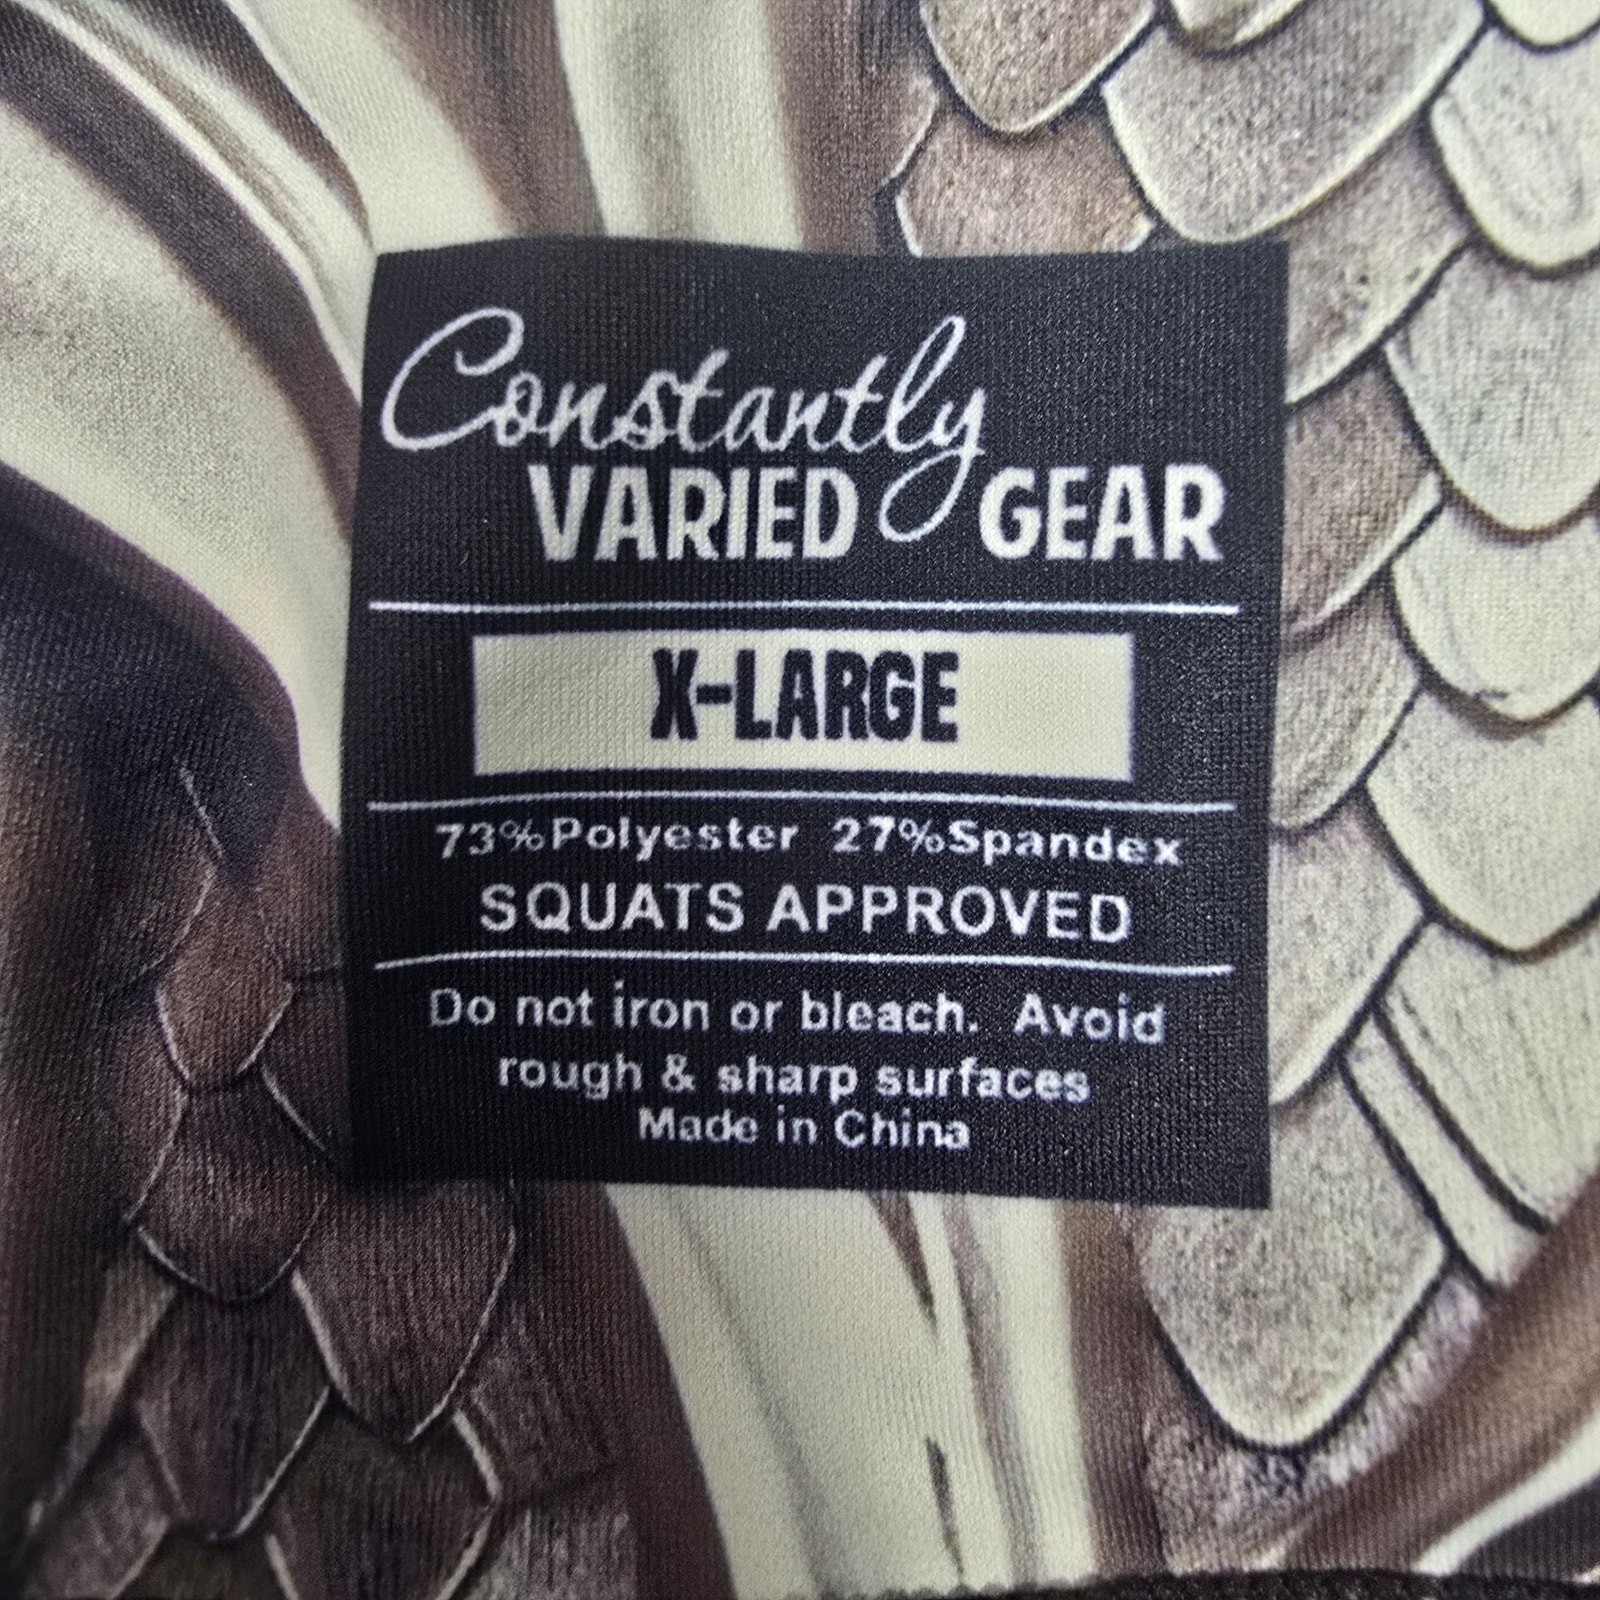 Constantly
VARIED GEAR
X-LARGE
73%Polyester 27%Spandex
SQUATS APPROVED
Do not iron or bleach. Avoid
rough & sharp surfaces
Made in China